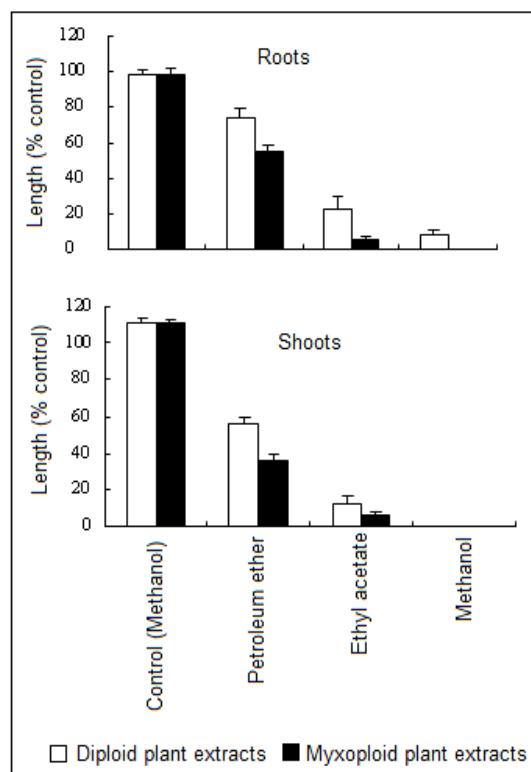 Roots
Length (% control)
120
100
80
60
40
20
0
Shoots
Length (% control)
120
100
80
60
40
20
0
Control (Methanol)
Petroleum ether
Ethyl acetate
Methanol
Diploid plant extracts
Myxoploid plant extracts